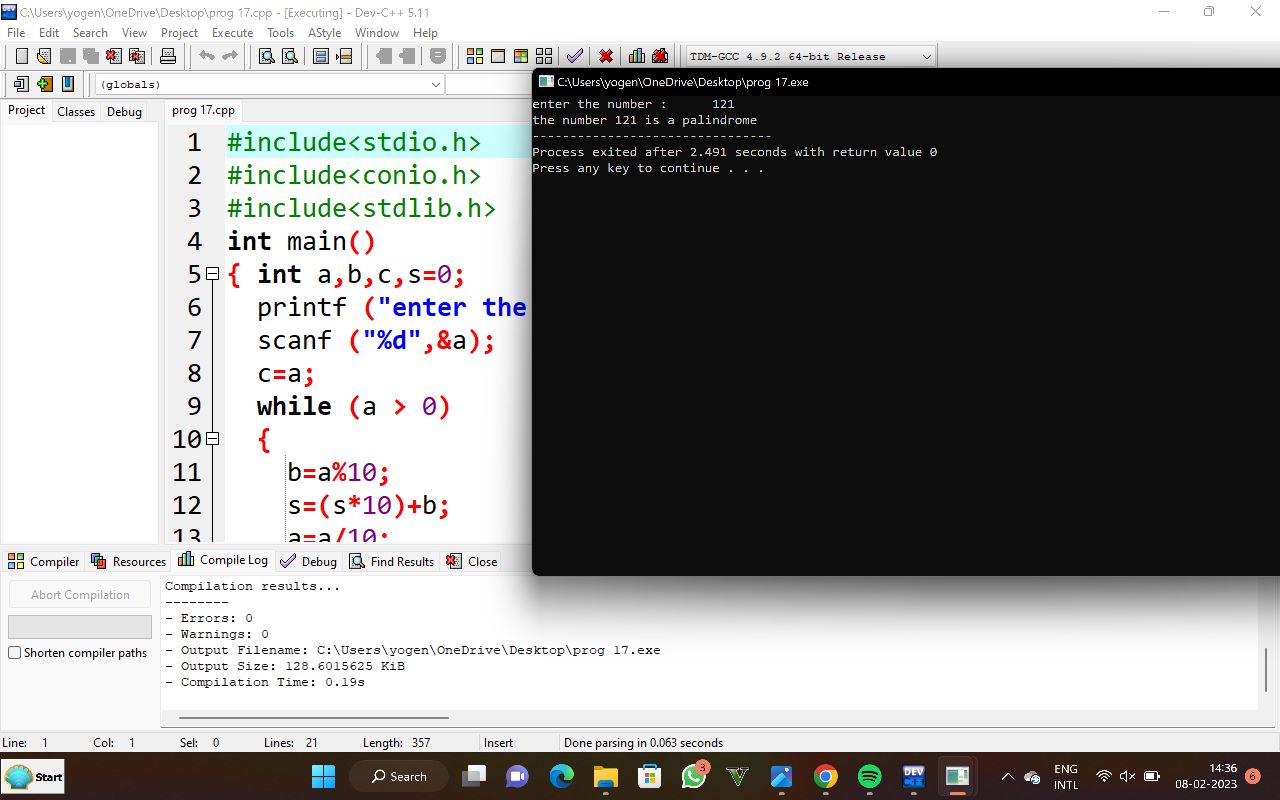 C:\Users\yogen\OneDrive\Desktop\prog 17.cpp - [Executing] - Dev-C++ 5.11
File Edit Search View Project Execute Tools AStyle Window Help
TDM-GCC 4.9.2 64-bit Release
(globals)
Project Classes Debug
prog 17.cpp
1 #include<stdio.h>
2 #include<conio.h>
3 #include<stdlib.h>
4 int main()
5 { int a,b,c,s=0;
6 printf ("enter the
7 scanf ("%d",&a);
8 c=a;
9 while (a > 0)
10 {
11 b=a%10;
12 s=(s*10)+b;
13 a=a/10;
C:\Users\yogen\OneDrive\Desktop\prog 17.exe
enter the number : 121
the number 121 is a palindrome
--------------------------------
Process exited after 2.491 seconds with return value 0
Press any key to continue . . .
Compiler Resources Compile Log Debug Find Results Close
Abort Compilation
Shorten compiler paths
Compilation results...
--------
- Errors: 0
- Warnings: 0
- Output Filename: C:\Users\yogen\OneDrive\Desktop\prog 17.exe
- Output Size: 128.6015625 KiB
- Compilation Time: 0.19s
Line: 1 Col: 1 Sel: 0 Lines: 21 Length: 357 Insert Done parsing in 0.063 seconds
Start
Search
3
DEV
ENG
INTL
14:36
08-02-2023
6